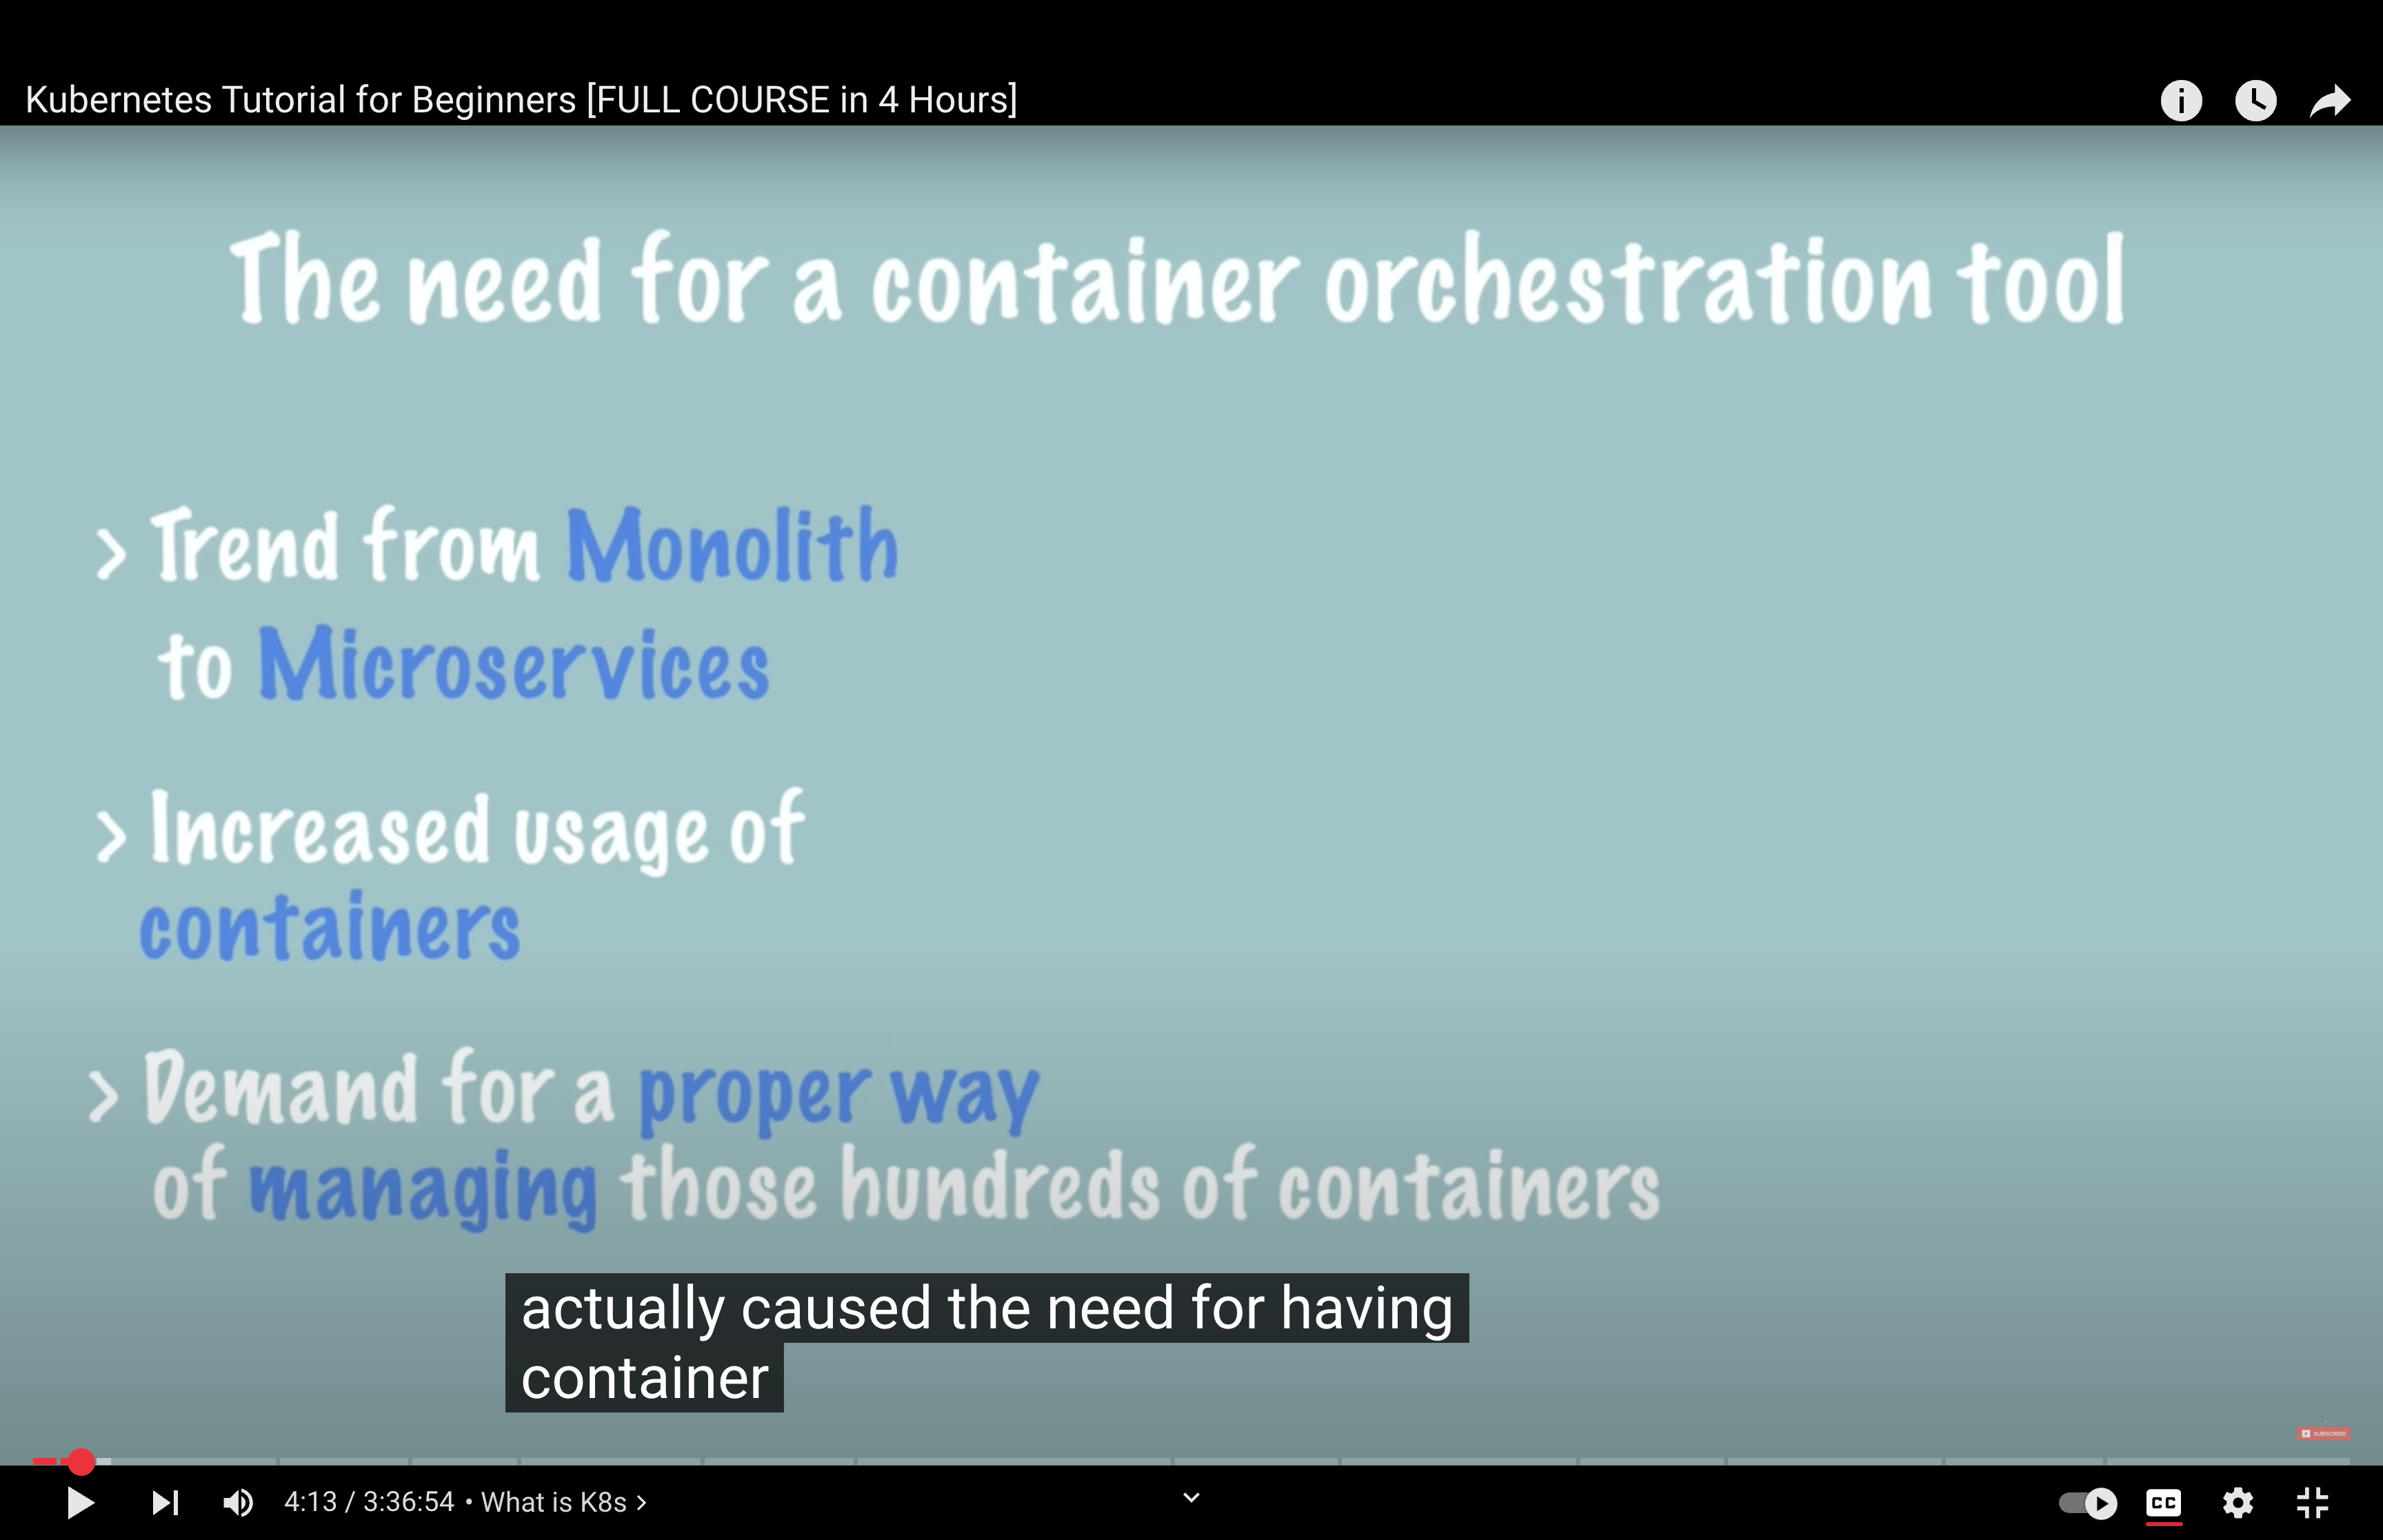 Kubernetes Tutorial for Beginners [FULL COURSE in 4 Hours]
The need for a container orchestration tool
> Trend from Monolith
to Microservices
> Increased usage of
containers
> Demand for a proper way
of managing those hundreds of containers
actually caused the need for having
container
SUBSCRIBE
4:13 / 3:36:54 • What is K8s >
CC